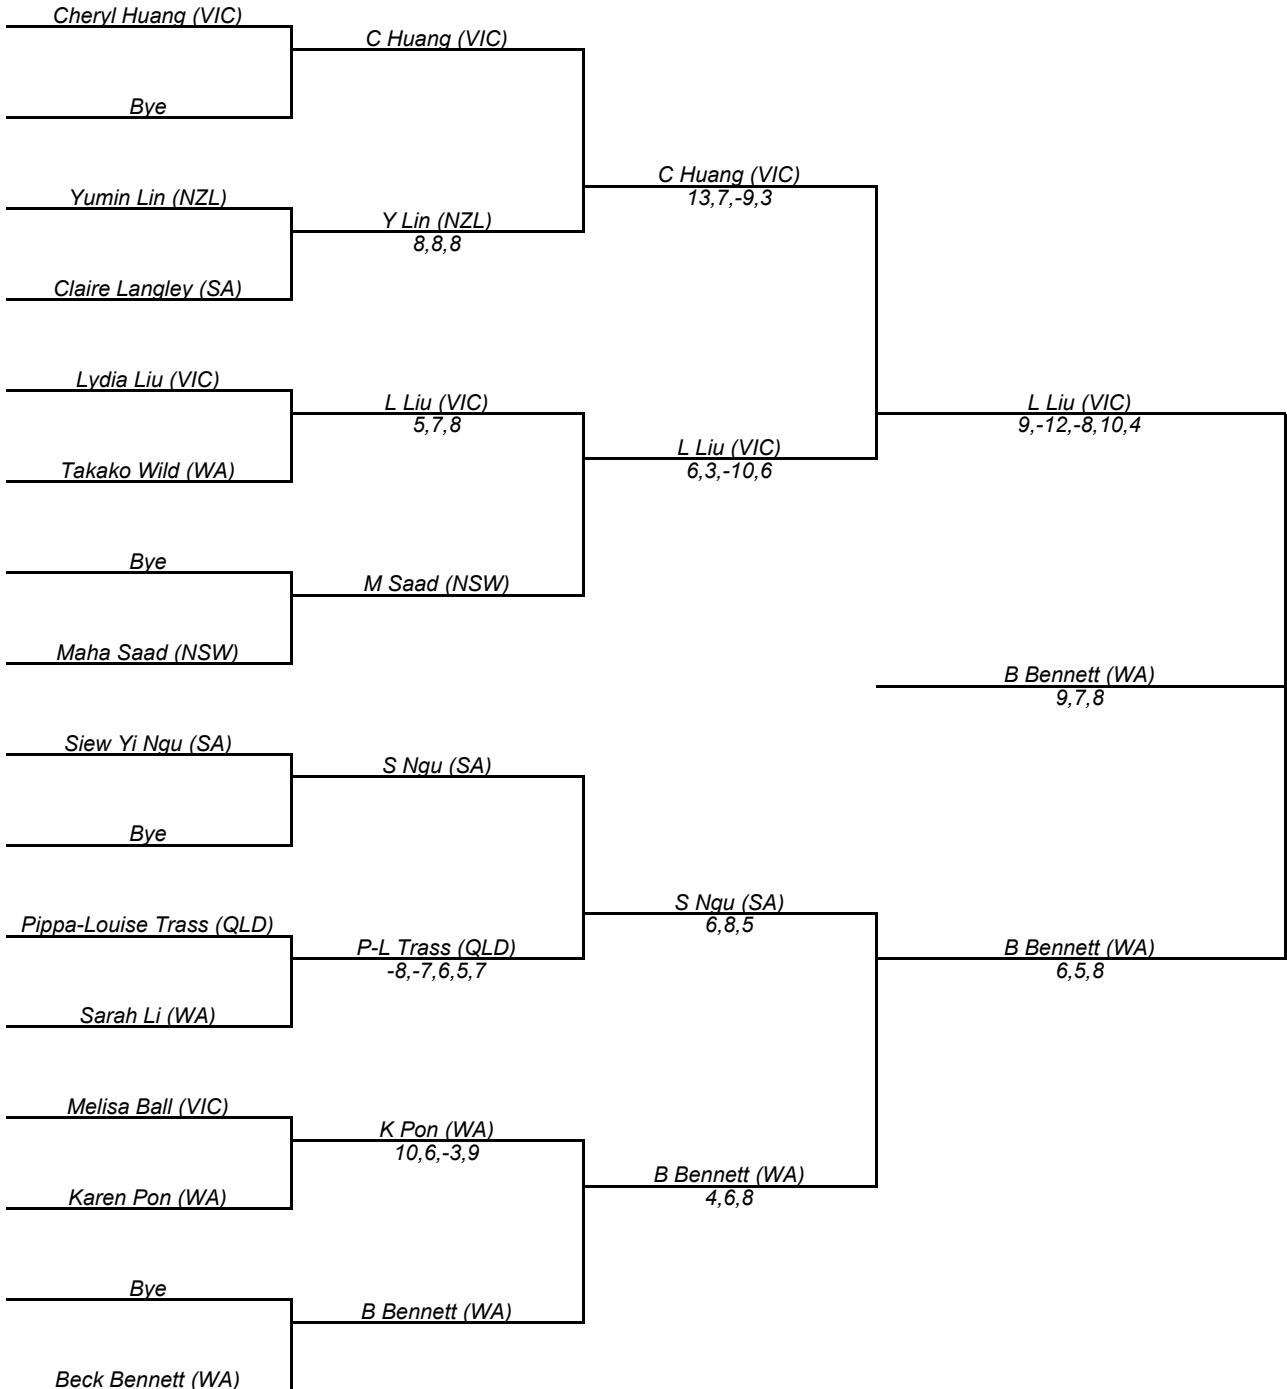 Cheryl Huang (VIC)
C Huang (VIC)
Bye
C Huang (VIC)
13,7,-9,3
Yumin Lin (NZL)
Y Lin (NZL)
8,8,8
Claire Langley (SA)
Lydia Liu (VIC)
L Liu (VIC)
5,7,8
L Liu (VIC)
9,-12,-8,10,4
Takako Wild (WA)
L Liu (VIC)
6,3,-10,6
Bye
M Saad (NSW)
Maha Saad (NSW)
B Bennett (WA)
9,7,8
Siew Yi Ngu (SA)
S Ngu (SA)
Bye
S Ngu (SA)
6,8,5
Pippa-Louise Trass (QLD)
P-L Trass (QLD)
-8,-7,6,5,7
B Bennett (WA)
6,5,8
Sarah Li (WA)
Melisa Ball (VIC)
K Pon (WA)
10,6,-3,9
B Bennett (WA)
4,6,8
Karen Pon (WA)
Bye
B Bennett (WA)
Beck Bennett (WA)